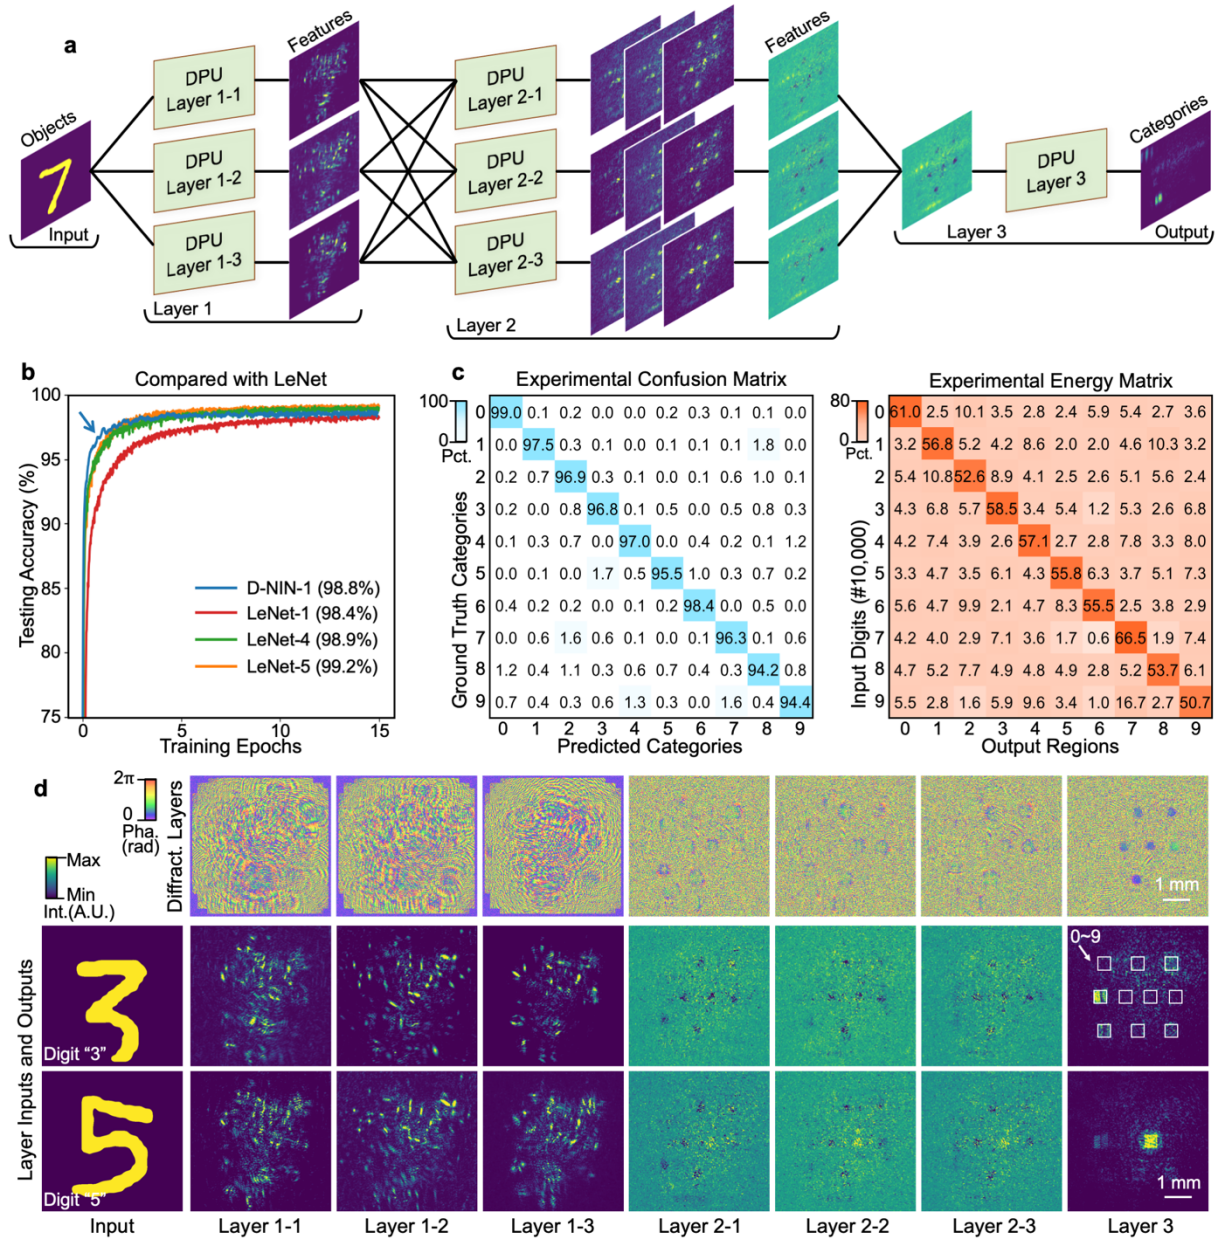 a
Objects
Input
DPU
Layer 1-1
DPU
Layer 1-2
DPU
Layer 1-3
Features
Layer 1
DPU
Layer 2-1
DPU
Layer 2-2
DPU
Layer 2-3
Features
Layer 2
DPU
Layer 3
Layer 3
Categories
Output
b
Compared with LeNet
Testing Accuracy (%)
100
95
90
85
80
75
D-NIN-1 (98.8%)
LeNet-1 (98.4%)
LeNet-4 (98.9%)
LeNet-5 (99.2%)
0 5 10 15
Training Epochs
c
Experimental Confusion Matrix
100
0
Pct.
Ground Truth Categories
0 99.0 0.1 0.2 0.0 0.0 0.2 0.3 0.1 0.1 0.0
1 0.0 97.5 0.3 0.1 0.0 0.1 0.1 0.0 1.8 0.0
2 0.2 0.7 96.9 0.3 0.1 0.0 0.2 0.6 1.0 0.1
3 0.2 0.0 0.8 96.8 0.1 0.5 0.0 0.5 0.8 0.3
4 0.1 0.3 0.7 0.0 97.0 0.0 0.4 0.2 0.1 1.2
5 0.0 0.1 0.0 1.7 0.5 95.5 1.0 0.3 0.7 0.2
6 0.4 0.2 0.2 0.0 0.1 0.2 98.4 0.0 0.5 0.0
7 0.0 0.6 1.6 0.6 0.1 0.0 0.0 96.3 0.1 0.6
8 1.2 0.4 1.1 0.3 0.6 0.7 0.4 0.3 94.2 0.8
9 0.7 0.4 0.3 0.6 1.3 0.3 0.0 1.6 0.4 94.4
0 1 2 3 4 5 6 7 8 9
Predicted Categories
Experimental Energy Matrix
80
0
Pct.
Input Digits (#10,000)
0 61.0 2.5 10.1 3.5 2.8 2.4 5.9 5.4 2.7 3.6
1 3.2 56.8 5.2 4.2 8.6 2.0 2.0 4.6 10.3 3.2
2 5.4 10.8 52.6 8.9 4.1 2.5 2.6 5.1 5.6 2.4
3 4.3 6.8 5.7 58.5 3.4 5.4 1.2 5.3 2.6 6.8
4 4.2 7.4 3.9 2.6 57.1 2.7 2.8 7.8 3.3 8.0
5 3.3 4.7 3.5 6.1 4.2 55.8 6.3 3.7 5.1 7.3
6 5.6 4.7 9.9 2.1 4.7 8.3 55.5 2.5 3.8 2.9
7 4.2 4.0 2.9 7.1 3.6 1.7 0.6 66.5 1.9 7.4
8 4.7 5.2 7.7 4.9 4.8 4.9 2.8 5.2 53.7 6.1
9 5.5 2.8 1.6 5.9 9.6 3.4 1.0 16.7 2.7 50.7
0 1 2 3 4 5 6 7 8 9
Output Regions
d
2π
0
Pha.
(rad)
Max
Min
Int.(A.U.)
Diffract. Layers
1 mm
Layer Inputs and Outputs
Digit "3"
0~9
Digit "5"
1 mm
Input Layer 1-1 Layer 1-2 Layer 1-3 Layer 2-1 Layer 2-2 Layer 2-3 Layer 3